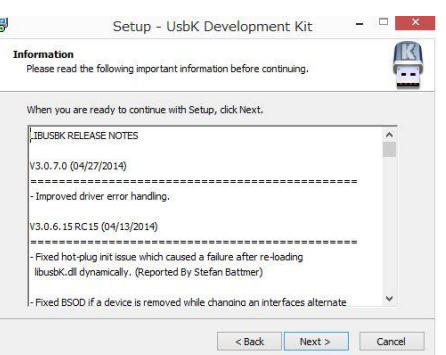 Setup - UsbK Development Kit
Information
Please read the following important information before continuing.
When you are ready to continue with Setup, click Next.
LIBUSBK RELEASE NOTES
V3.0.7.0 (04/27/2014)
=================================================
- Improved driver error handling.
V3.0.6.15 RC15 (04/13/2014)
=================================================
- Fixed hot-plug init issue which caused a failure after re-loading
libusbK.dll dynamically. (Reported By Stefan Battmer)
- Fixed BSOD if a device is removed while changing an interfaces alternate
< Back
Next >
Cancel